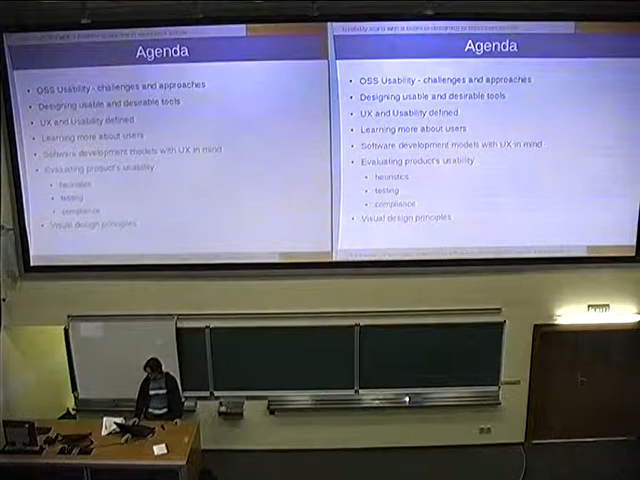 Agenda
OSS Usability - challenges and approaches
Designing usable and desirable tools
UX and Usability defined
Learning more about users
Software development models with UX in mind
Evaluating product's usability
heuristics
testing
compliance
Visual design principles
Agenda
OSS Usability - challenges and approaches
Designing usable and desirable tools
UX and Usability defined
Learning more about users
Software development models with UX in mind
Evaluating product's usability
heuristics
testing
compliance
Visual design principles